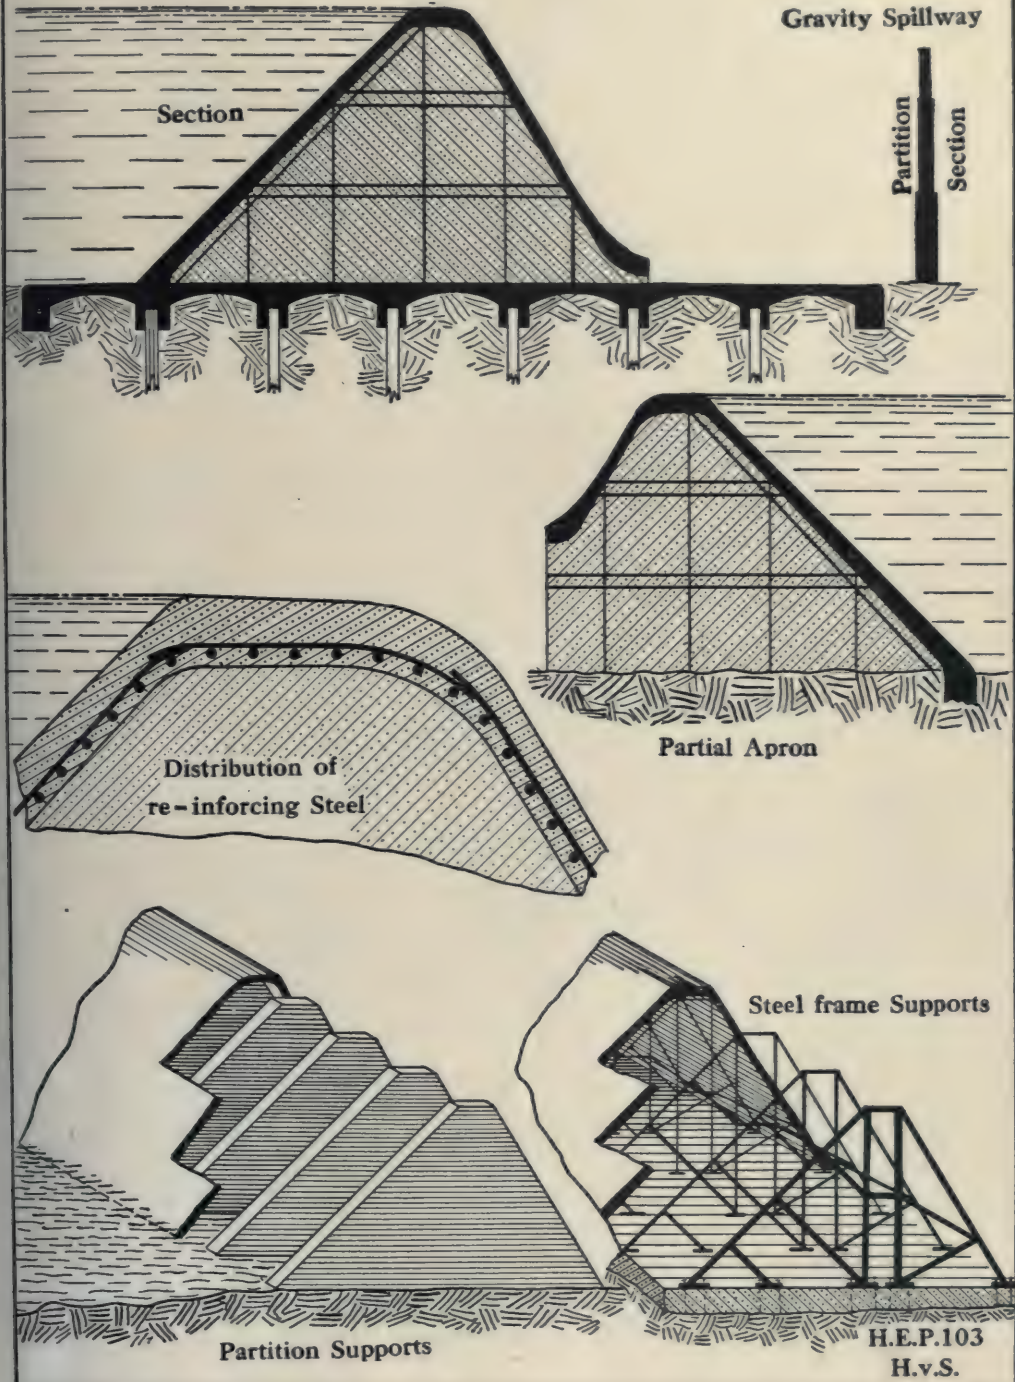 Gravity Spillway
Section
Partition
Section
Partial Apron
Distribution of
re-inforcing Steel
Steel frame Supports
Partition Supports
H.E.P.103
H.v.S.